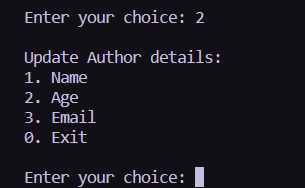 Enter your choice: 2
Update Author details:
1. Name
2. Age
3. Email
0. Exit
Enter your choice: